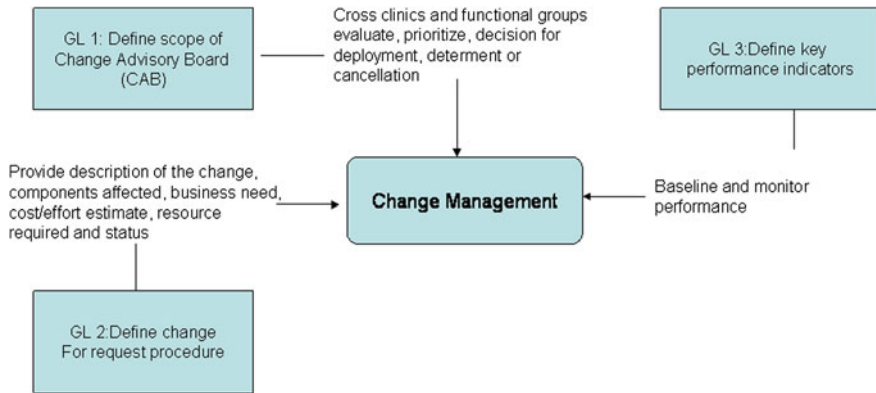 GL 1: Define scope of
Change Advisory Board
(CAB)
Cross clinics and functional groups
evaluate, prioritize, decision for
deployment, determent or
cancellation
GL 3:Define key
performance indicators
Provide description of the change,
components affected, business need,
cost/effort estimate, resource
required and status
Change Management
Baseline and monitor
performance
GL 2:Define change
For request procedure